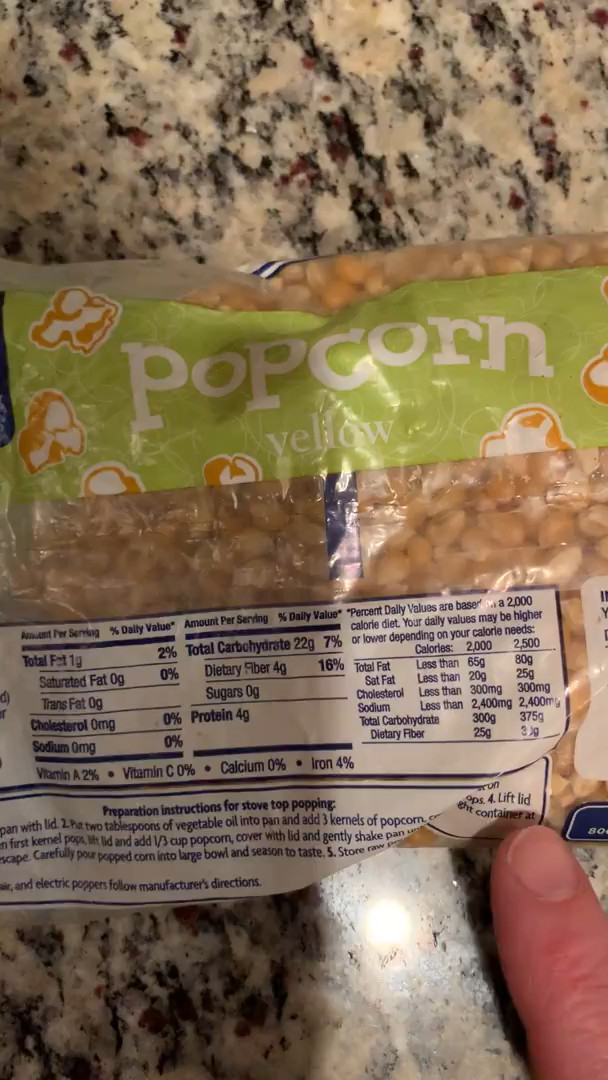 popcorn
yellow
Amount Per Serving % Daily Value*
Total Fat 1g 2%
Saturated Fat 0g 0%
Trans Fat 0g
Cholesterol 0mg 0%
Sodium 0mg 0%
Amount Per Serving % Daily Value*
Total Carbohydrate 22g 7%
Dietary Fiber 4g 16%
Sugars 0g
Protein 4g
*Percent Daily Values are based a 2,000
calorie diet. Your daily values may be higher
or lower depending on your calorie needs:
Calories: 2,000 2,500
Total Fat Less than 65g 80g
Sat Fat Less than 20g 25g
Cholesterol Less than 300mg 300mg
Sodium Less than 2,400mg 2,400mg
Total Carbohydrate 300g 375g
Dietary Fiber 25g
Vitamin A 2% • Vitamin C 0% • Calcium 0% • Iron 4%
Preparation instructions for stove top popping:
pan with lid. 2. Put two tablespoons of vegetable oil into pan and add 3 kernels of popcorn,
first kernel pops, lift lid and add 1/3 cup popcorn, cover with lid and gently shake pan
scape. Carefully pour popped corn into large bowl and season to taste. 5. Store raw
air, and electric poppers follow manufacturer's directions.
ops. 4. Lift lid
ght container at